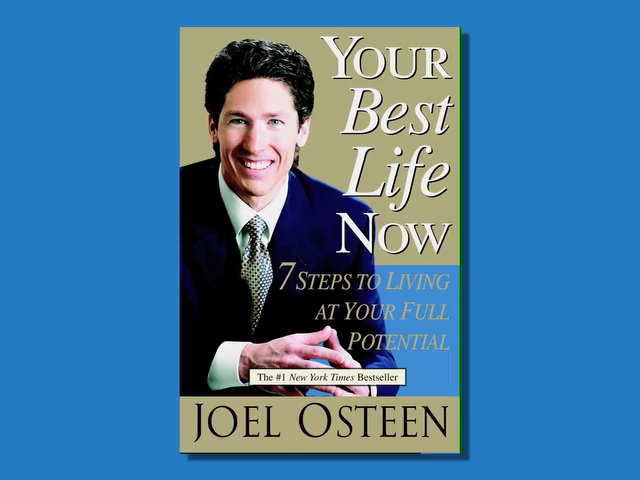 YOUR
Best
Life
NOW
7 STEPS TO LIVING
AT YOUR FULL
POTENTIAL
The #1 New York Times Bestseller
JOEL OSTEEN